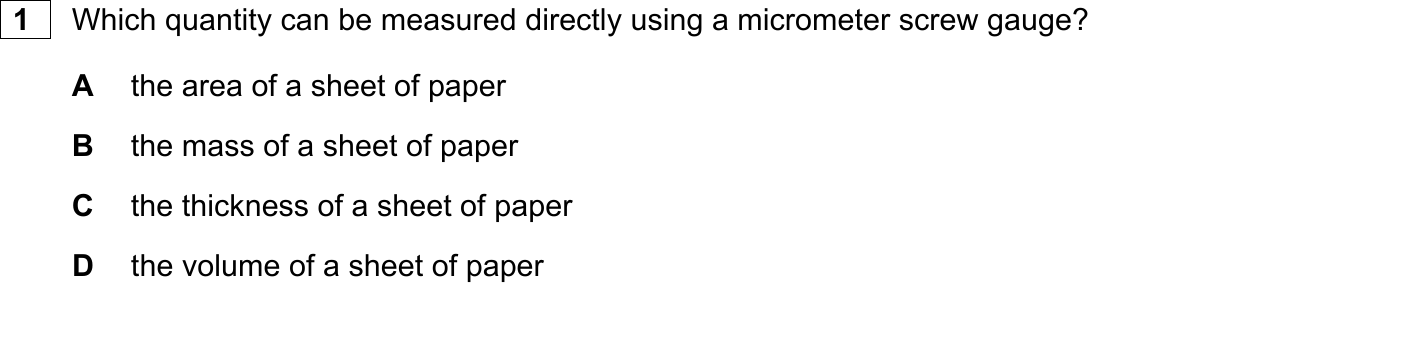 1 Which quantity can be measured directly using a micrometer screw gauge?
A the area of a sheet of paper
B the mass of a sheet of paper
C the thickness of a sheet of paper
D the volume of a sheet of paper